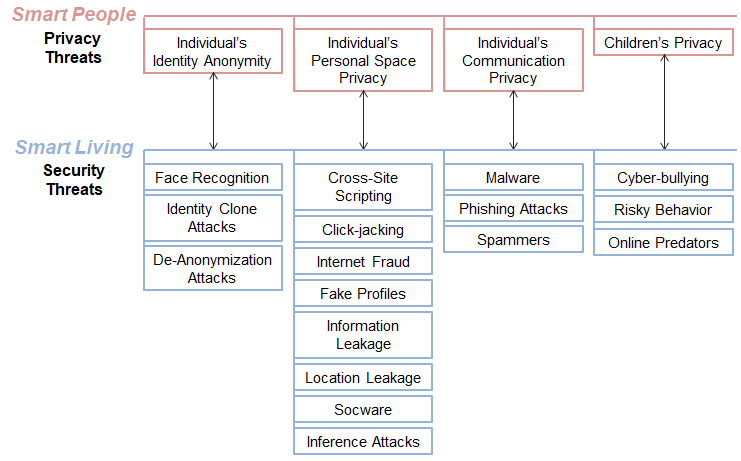 Smart People
Privacy
Threats
Individual's
Identity Anonymity
Individual's
Personal Space
Privacy
Individual's
Communication
Privacy
Children's Privacy
Smart Living
Security
Threats
Face Recognition
Identity Clone
Attacks
De-Anonymization
Attacks
Cross-Site
Scripting
Click-jacking
Internet Fraud
Fake Profiles
Information
Leakage
Location Leakage
Socware
Inference Attacks
Malware
Phishing Attacks
Spammers
Cyber-bullying
Risky Behavior
Online Predators